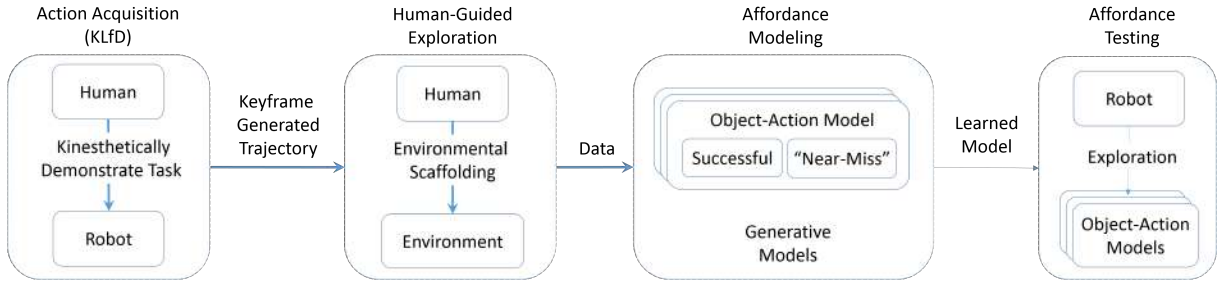 Action Acquisition
(KLfD)
Human
Kinesthetically
Demonstrate Task
Robot
Keyframe
Generated
Trajectory
Human-Guided
Exploration
Human
Environmental
Scaffolding
Environment
Data
Affordance
Modeling
Object-Action Model
Successful
“Near-Miss”
Generative
Models
Learned
Model
Affordance
Testing
Robot
Exploration
Object-Action
Models